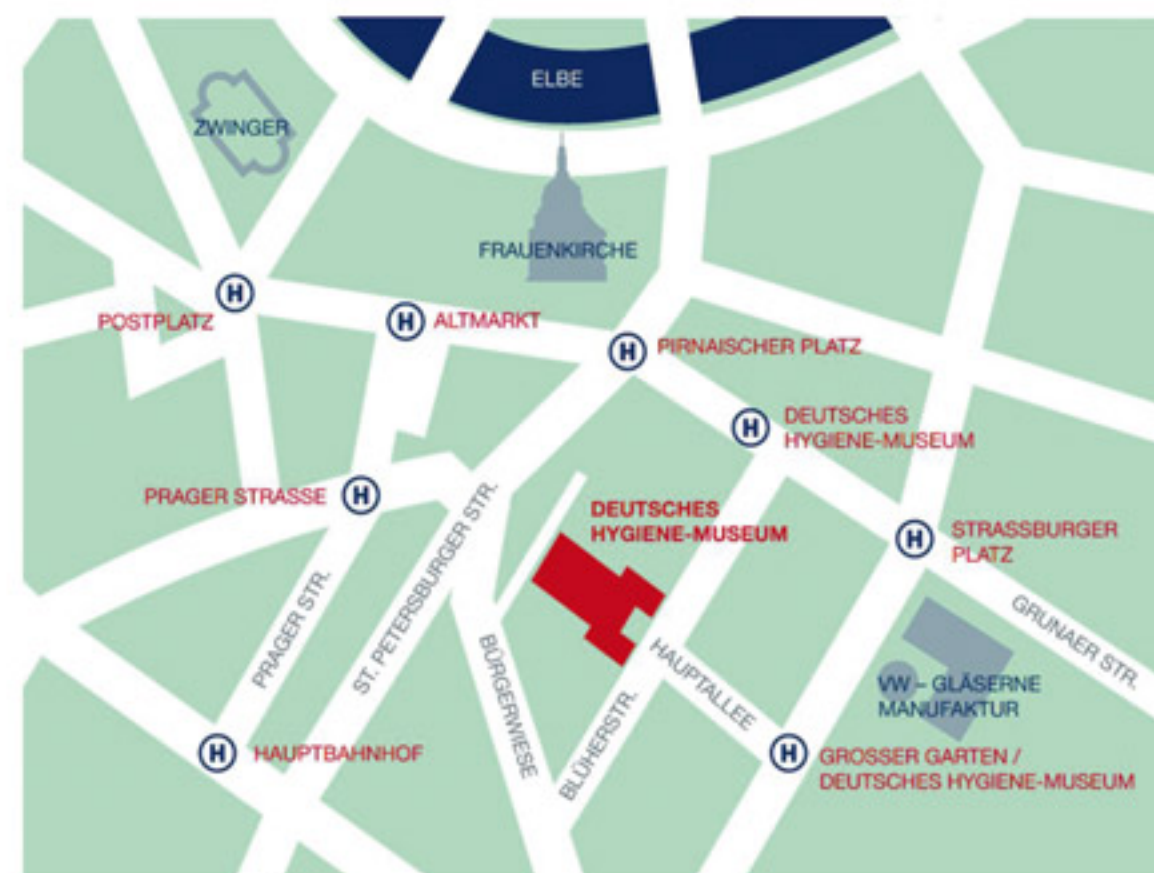 ELBE
ZWINGER
FRAUENKIRCHE
H
POSTPLATZ
H
ALTMARKT
H
PIRNAISCHER PLATZ
H
DEUTSCHES
HYGIENE-MUSEUM
PRAGER STRASSE
H
DEUTSCHES
HYGIENE-MUSEUM
H
STRASSBURGER
PLATZ
PRAGER STR.
ST. PETERSBURGER STR.
BÜRGERWIESE
BLÜHERSTR.
HAUPTALLEE
GRUNAER STR.
VW – GLÄSERNE
MANUFAKTUR
H
HAUPTBAHNHOF
H
GROSSER GARTEN /
DEUTSCHES HYGIENE-MUSEUM